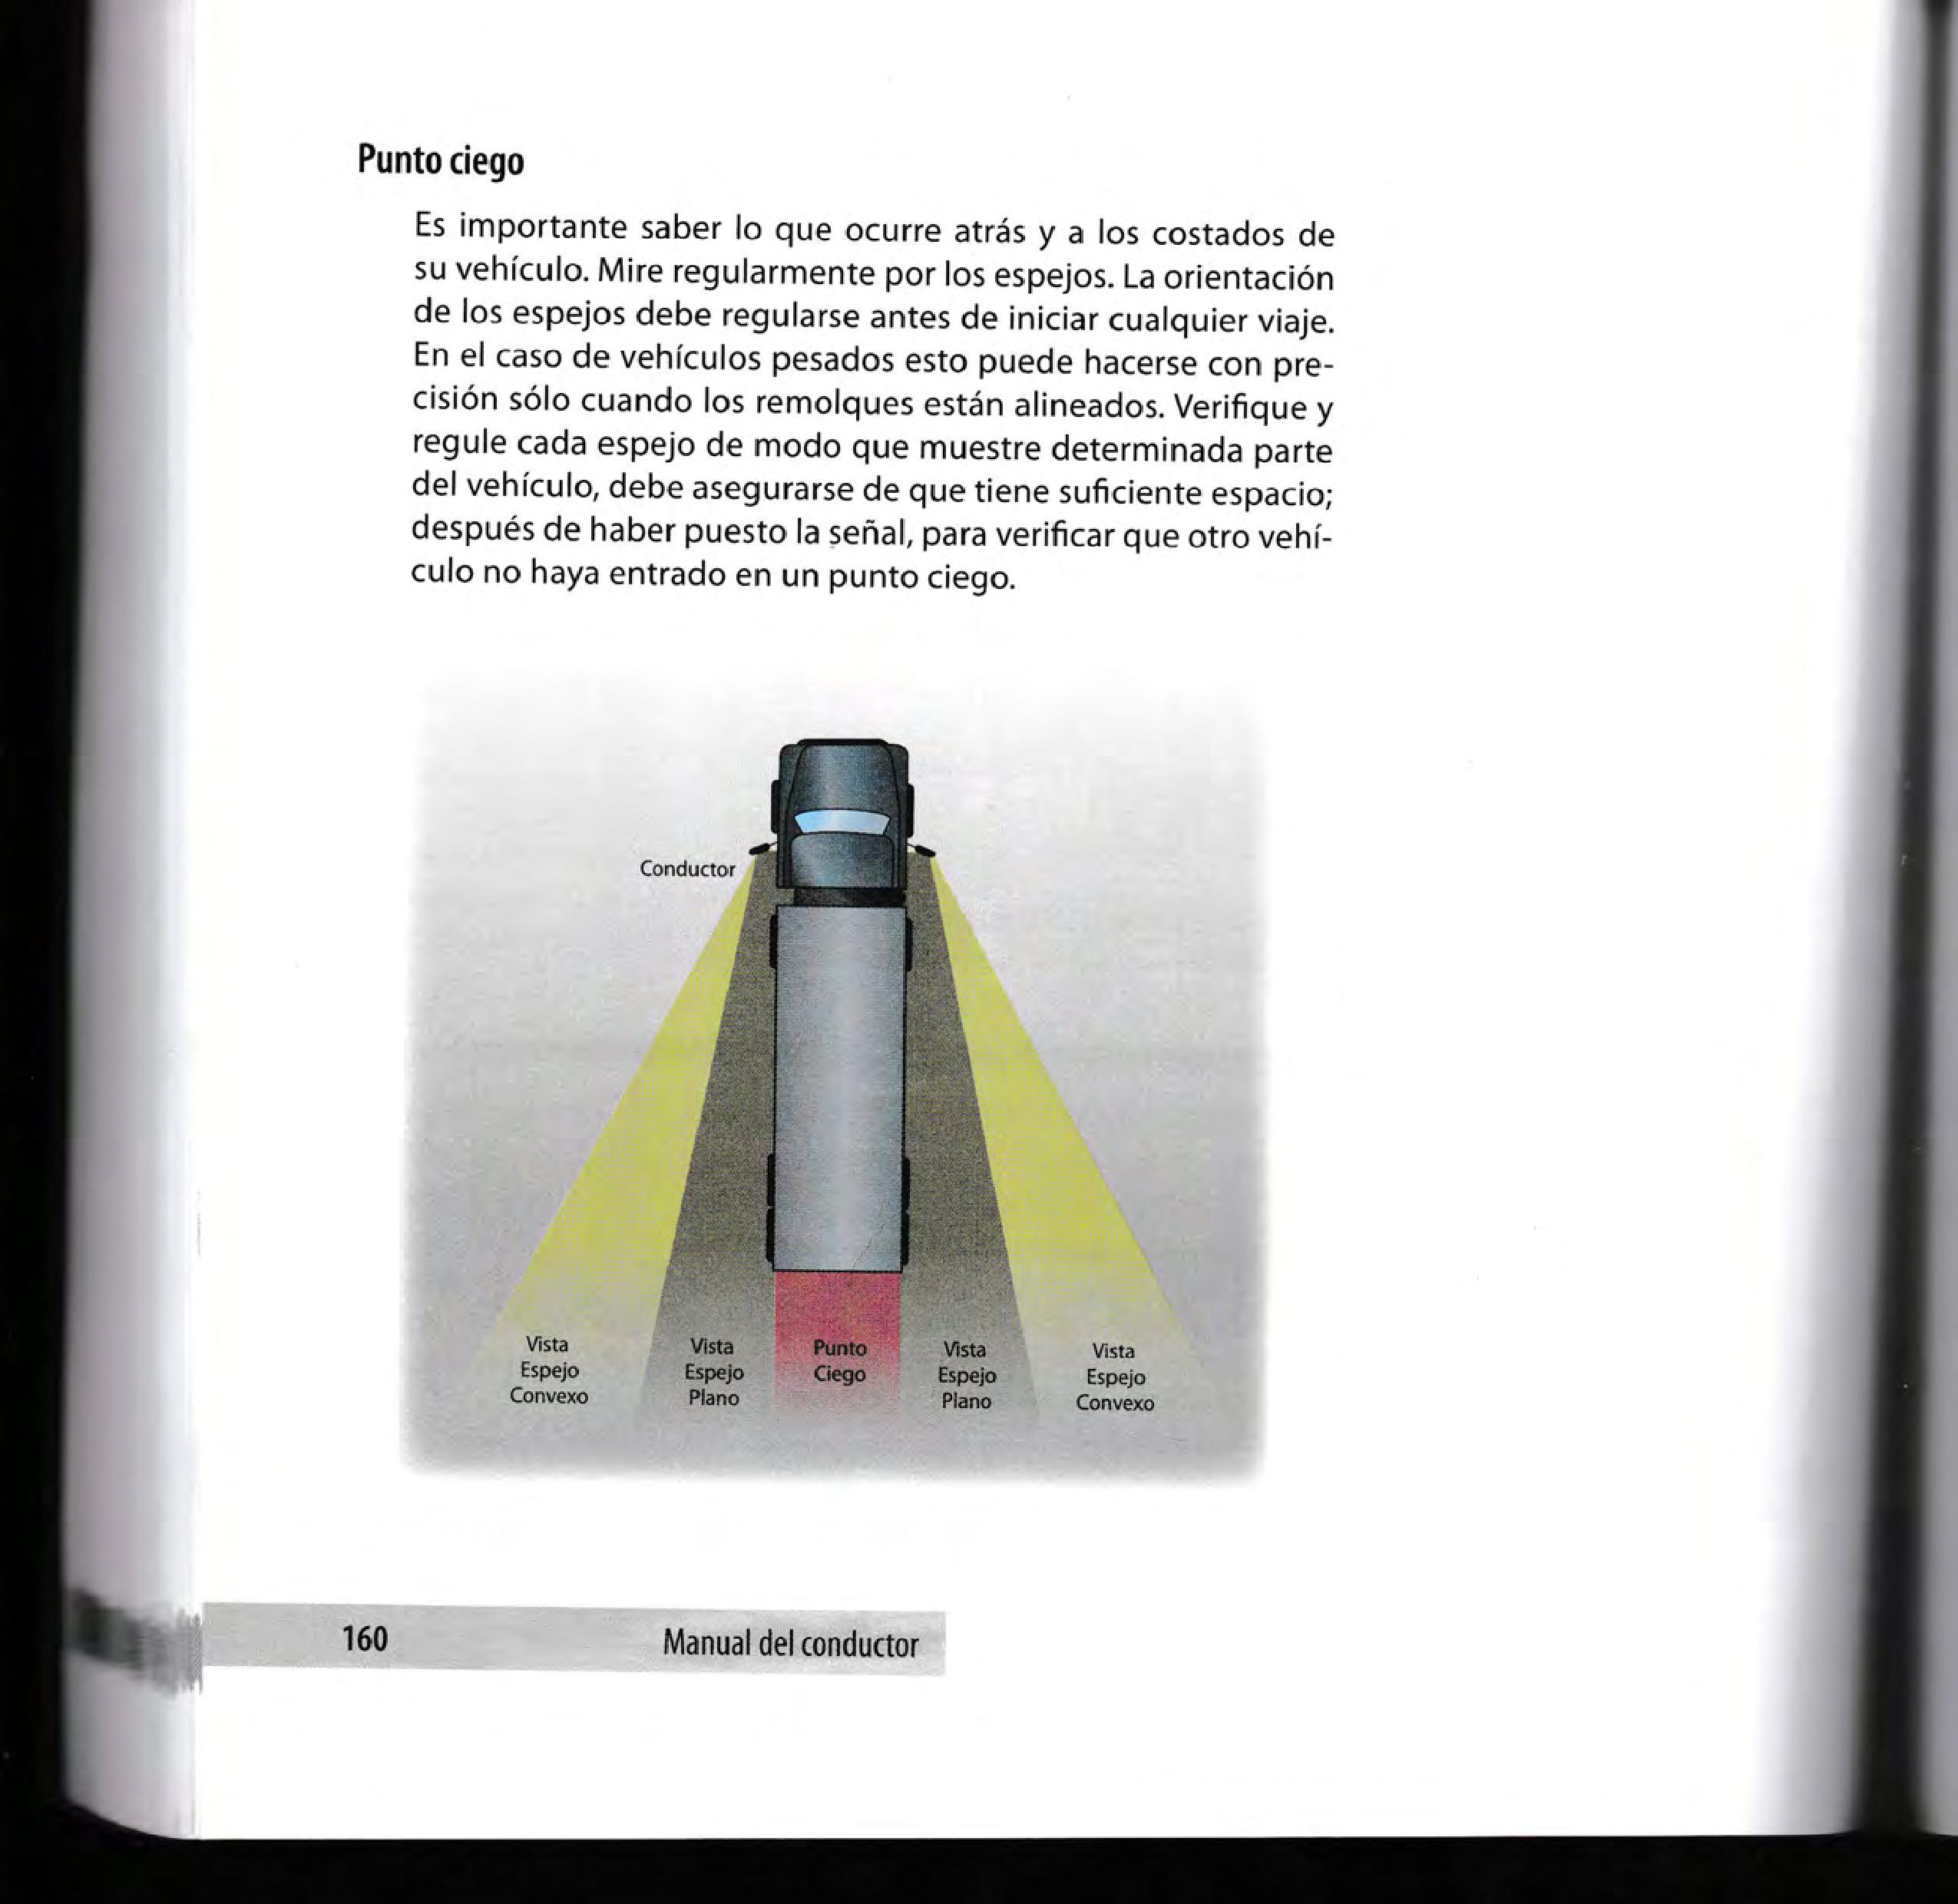 Punto ciego
Es importante saber lo que ocurre atrás y a los costados de
su vehículo. Mire regularmente por los espejos. La orientación
de los espejos debe regularse antes de iniciar cualquier viaje.
En el caso de vehículos pesados esto puede hacerse con pre-
cisión sólo cuando los remolques están alineados. Verifique y
regule cada espejo de modo que muestre determinada parte
del vehículo, debe asegurarse de que tiene suficiente espacio;
después de haber puesto la señal, para verificar que otro vehí-
culo no haya entrado en un punto ciego.
Conductor
Vista
Espejo
Convexo
Vista
Espejo
Plano
Punto
Ciego
Vista
Espejo
Plano
Vista
Espejo
Convexo
160
Manual del conductor